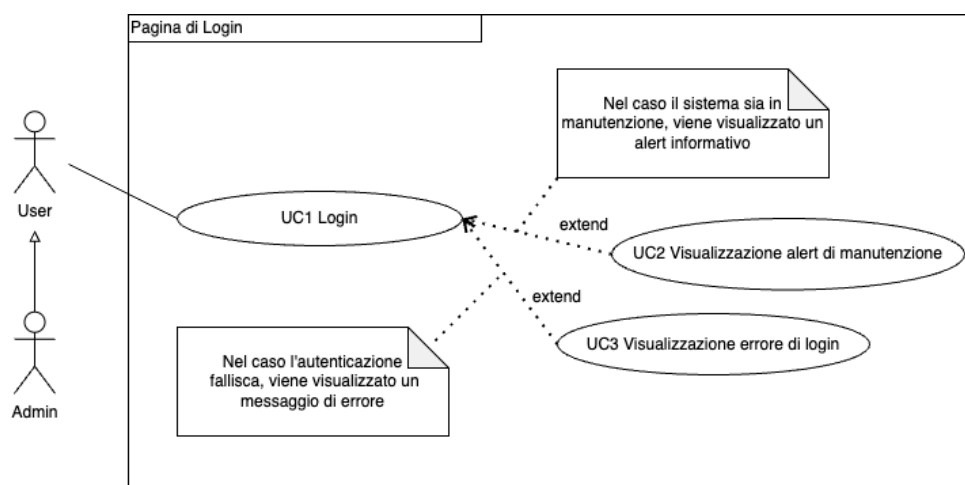 Pagina di Login
Nel caso il sistema sia in
manutenzione, viene visualizzato un
alert informativo
User
UC1 Login
extend
UC2 Visualizzazione alert di manutenzione
extend
UC3 Visualizzazione errore di login
Nel caso l'autenticazione
fallisca, viene visualizzato un
messaggio di errore
Admin